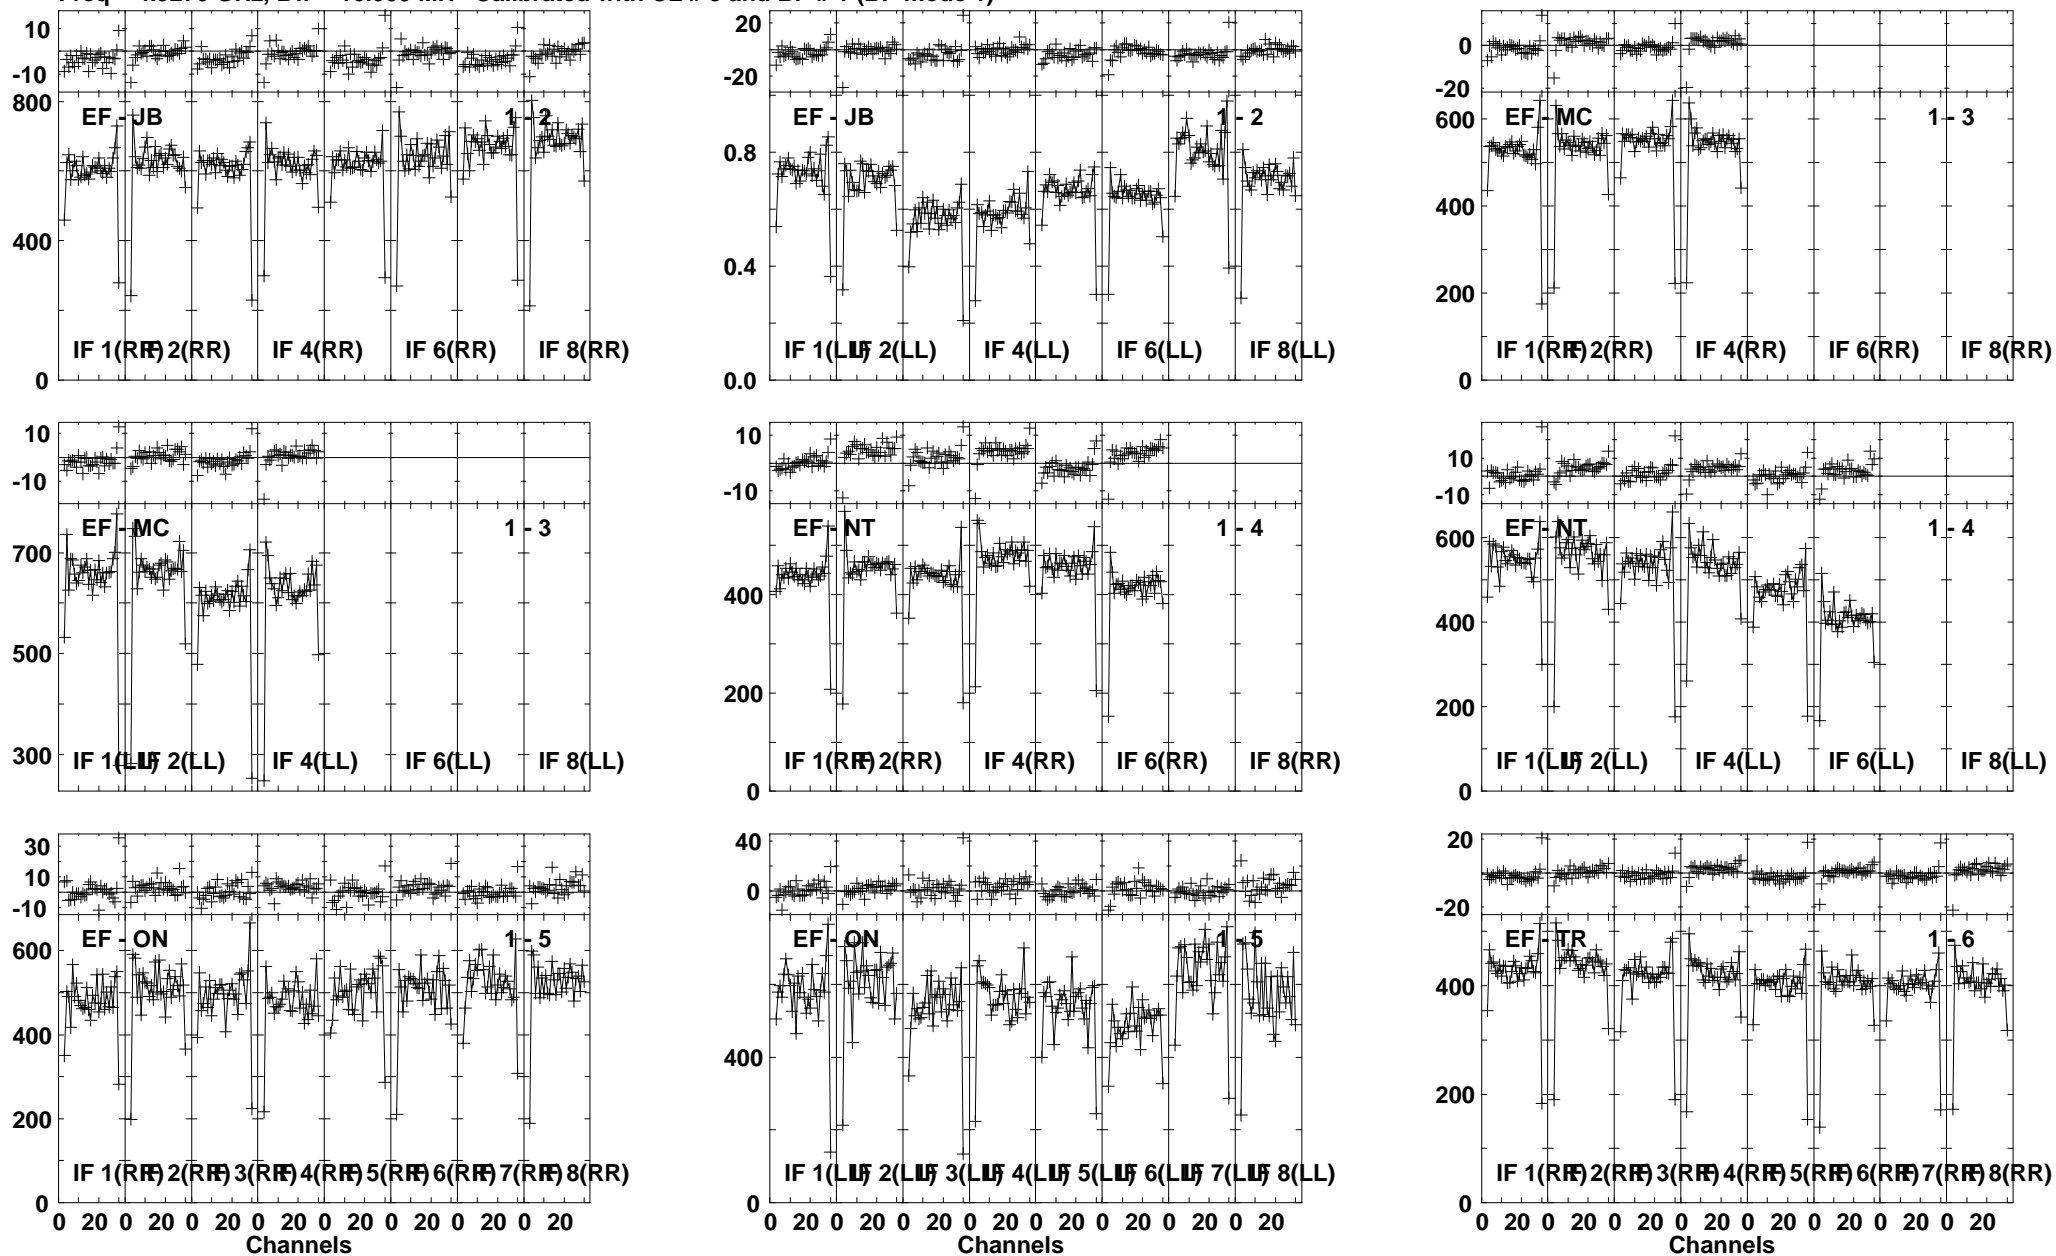 Freq GHz, Bw MH Calibrated with CL # and BP # 1 (BP mode 1)
10
-10
800
400
0
EF - JB 1 - 2
IF 1(RR) IF 2(RR) IF 4(RR) IF 6(RR) IF 8(RR)
20
0
-20
0.8
0.4
0.0
EF - JB 1 - 2
IF 1(LL) IF 2(LL) IF 4(LL) IF 6(LL) IF 8(LL)
0
-20
600
400
200
0
EF - MC 1 - 3
IF 1(RR) IF 2(RR) IF 4(RR) IF 6(RR) IF 8(RR)
10
-10
700
500
300
EF - MC 1 - 3
IF 1(LL) IF 2(LL) IF 4(LL) IF 6(LL) IF 8(LL)
10
-10
400
200
0
EF - NT 1 - 4
IF 1(RR) IF 2(RR) IF 4(RR) IF 6(RR) IF 8(RR)
10
-10
600
400
200
0
EF - NT 1 - 4
IF 1(LL) IF 2(LL) IF 4(LL) IF 6(LL) IF 8(LL)
30
10
-10
600
400
200
0
EF - ON 1 - 5
IF 1(RR) IF 2(RR) IF 3(RR) IF 4(RR) IF 5(RR) IF 6(RR) IF 7(RR) IF 8(RR)
0 20 0 20 0 20 0 20 0 20 0 20 0 20 0 20
Channels
40
0
400
0
EF - ON 1 - 5
IF 1(LL) IF 2(LL) IF 3(LL) IF 4(LL) IF 5(LL) IF 6(LL) IF 7(LL) IF 8(LL)
0 20 0 20 0 20 0 20 0 20 0 20 0 20 0 20
Channels
20
-20
400
200
0
EF - TR 1 - 6
IF 1(RR) IF 2(RR) IF 3(RR) IF 4(RR) IF 5(RR) IF 6(RR) IF 7(RR) IF 8(RR)
0 20 0 20 0 20 0 20 0 20 0 20 0 20 0 20
Channels